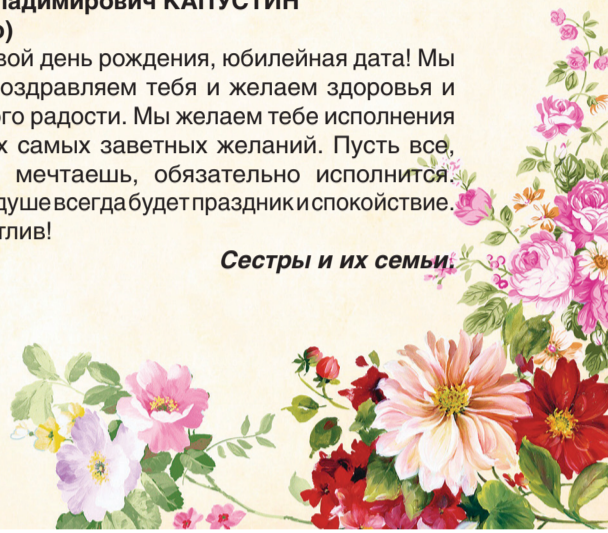 ладимирович КАПУСТИН
о)
вой день рождения, юбилейная дата! Мы
оздравляем тебя и желаем здоровья и
ого радости. Мы желаем тебе исполнения
х самых заветных желаний. Пусть все,
мечтаешь, обязательно исполнится.
душе всегда будет праздник и спокойствие.
тлив!
Сестры и их семьи.